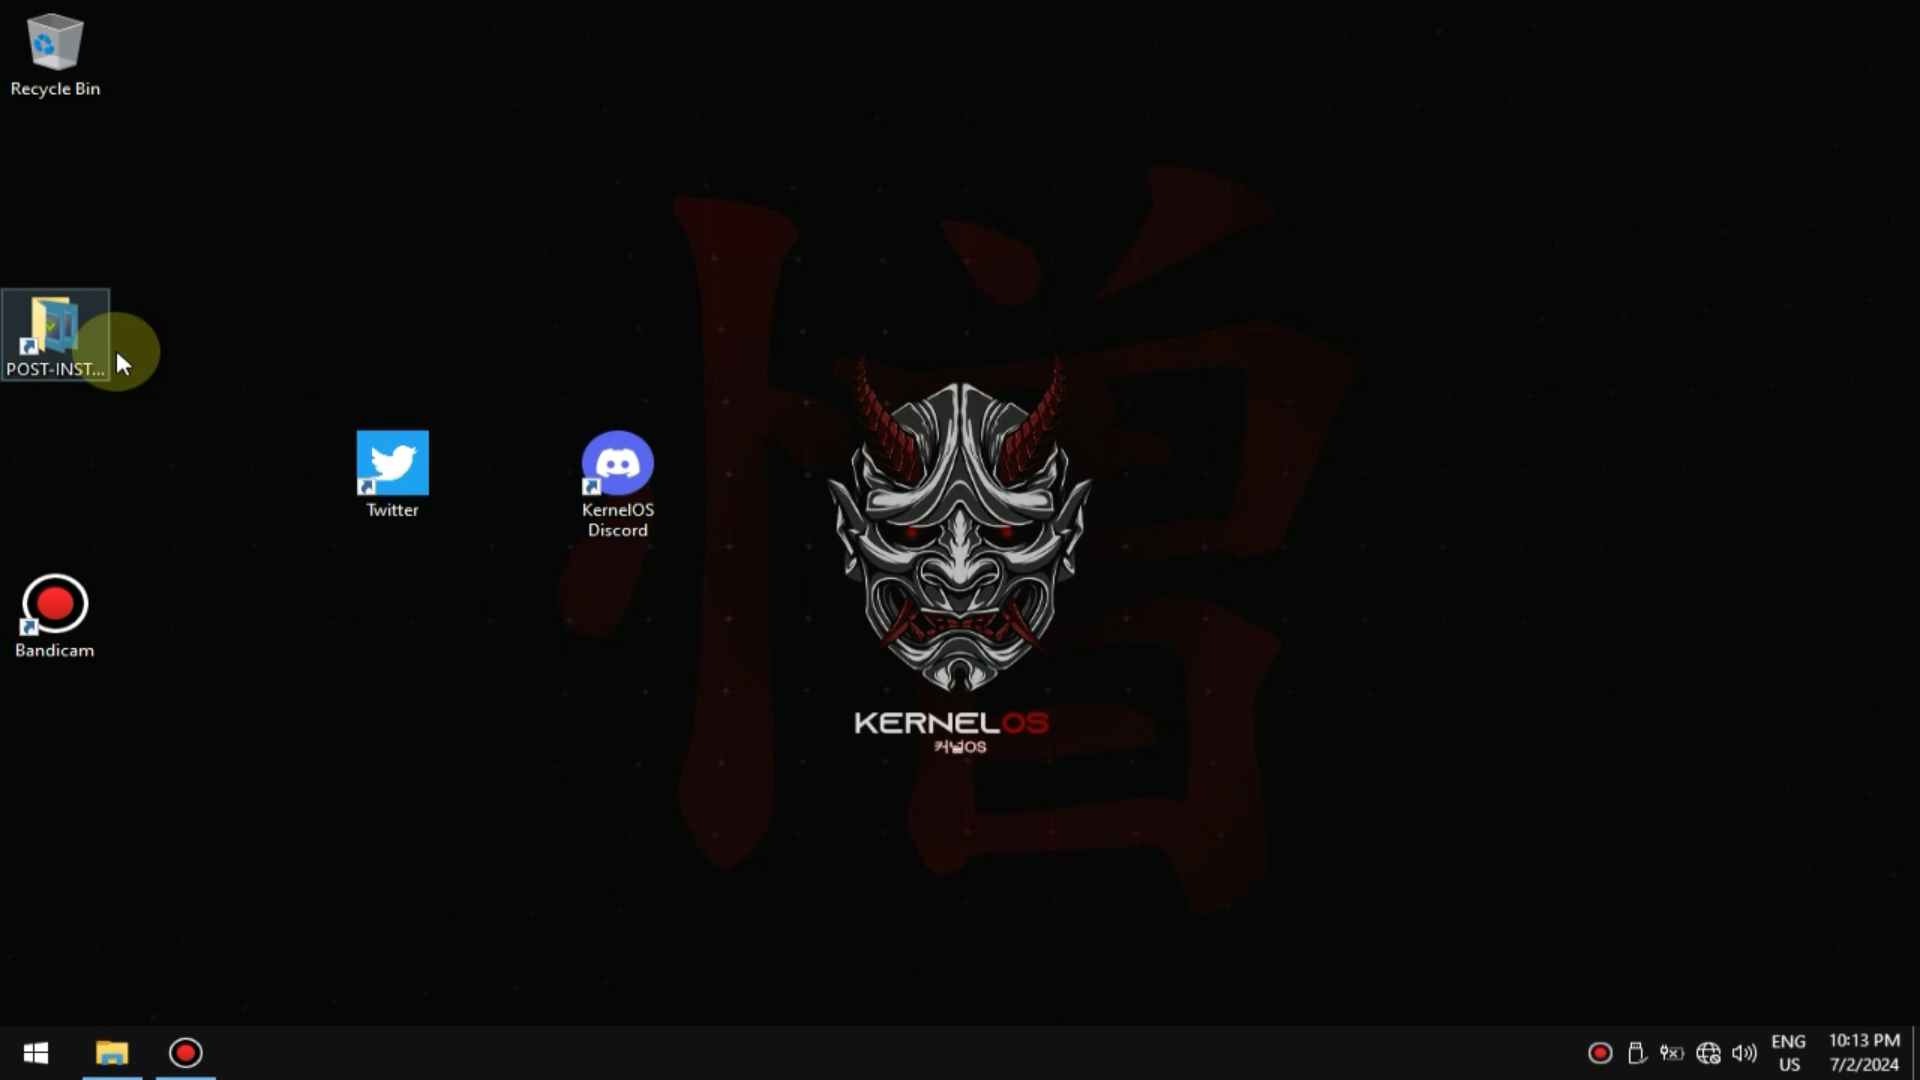 Recycle Bin
POST-INST...
Twitter
KernelOS
Discord
Bandicam
憎
KERNELOS
커널OS
ENG
US
10:13 PM
7/2/2024